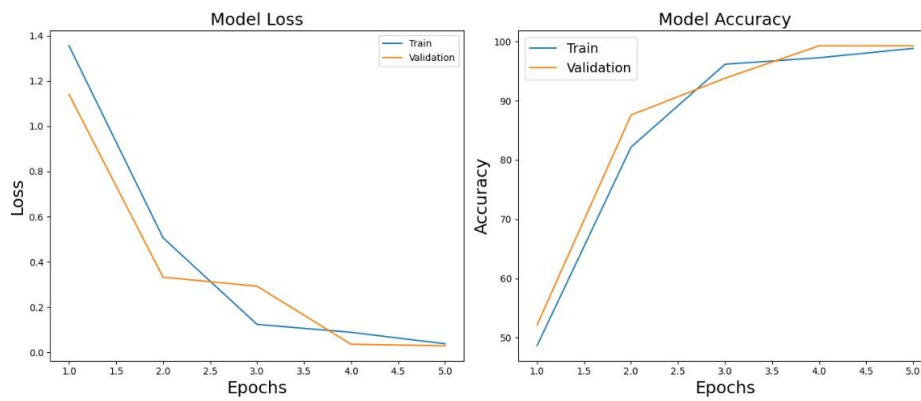 Model Loss
Train
Validation
1.4
1.2
1.0
0.8
0.6
0.4
0.2
0.0
Loss
1.0 1.5 2.0 2.5 3.0 3.5 4.0 4.5 5.0
Epochs
Model Accuracy
Train
Validation
100
90
80
70
60
50
Accuracy
1.0 1.5 2.0 2.5 3.0 3.5 4.0 4.5 5.0
Epochs